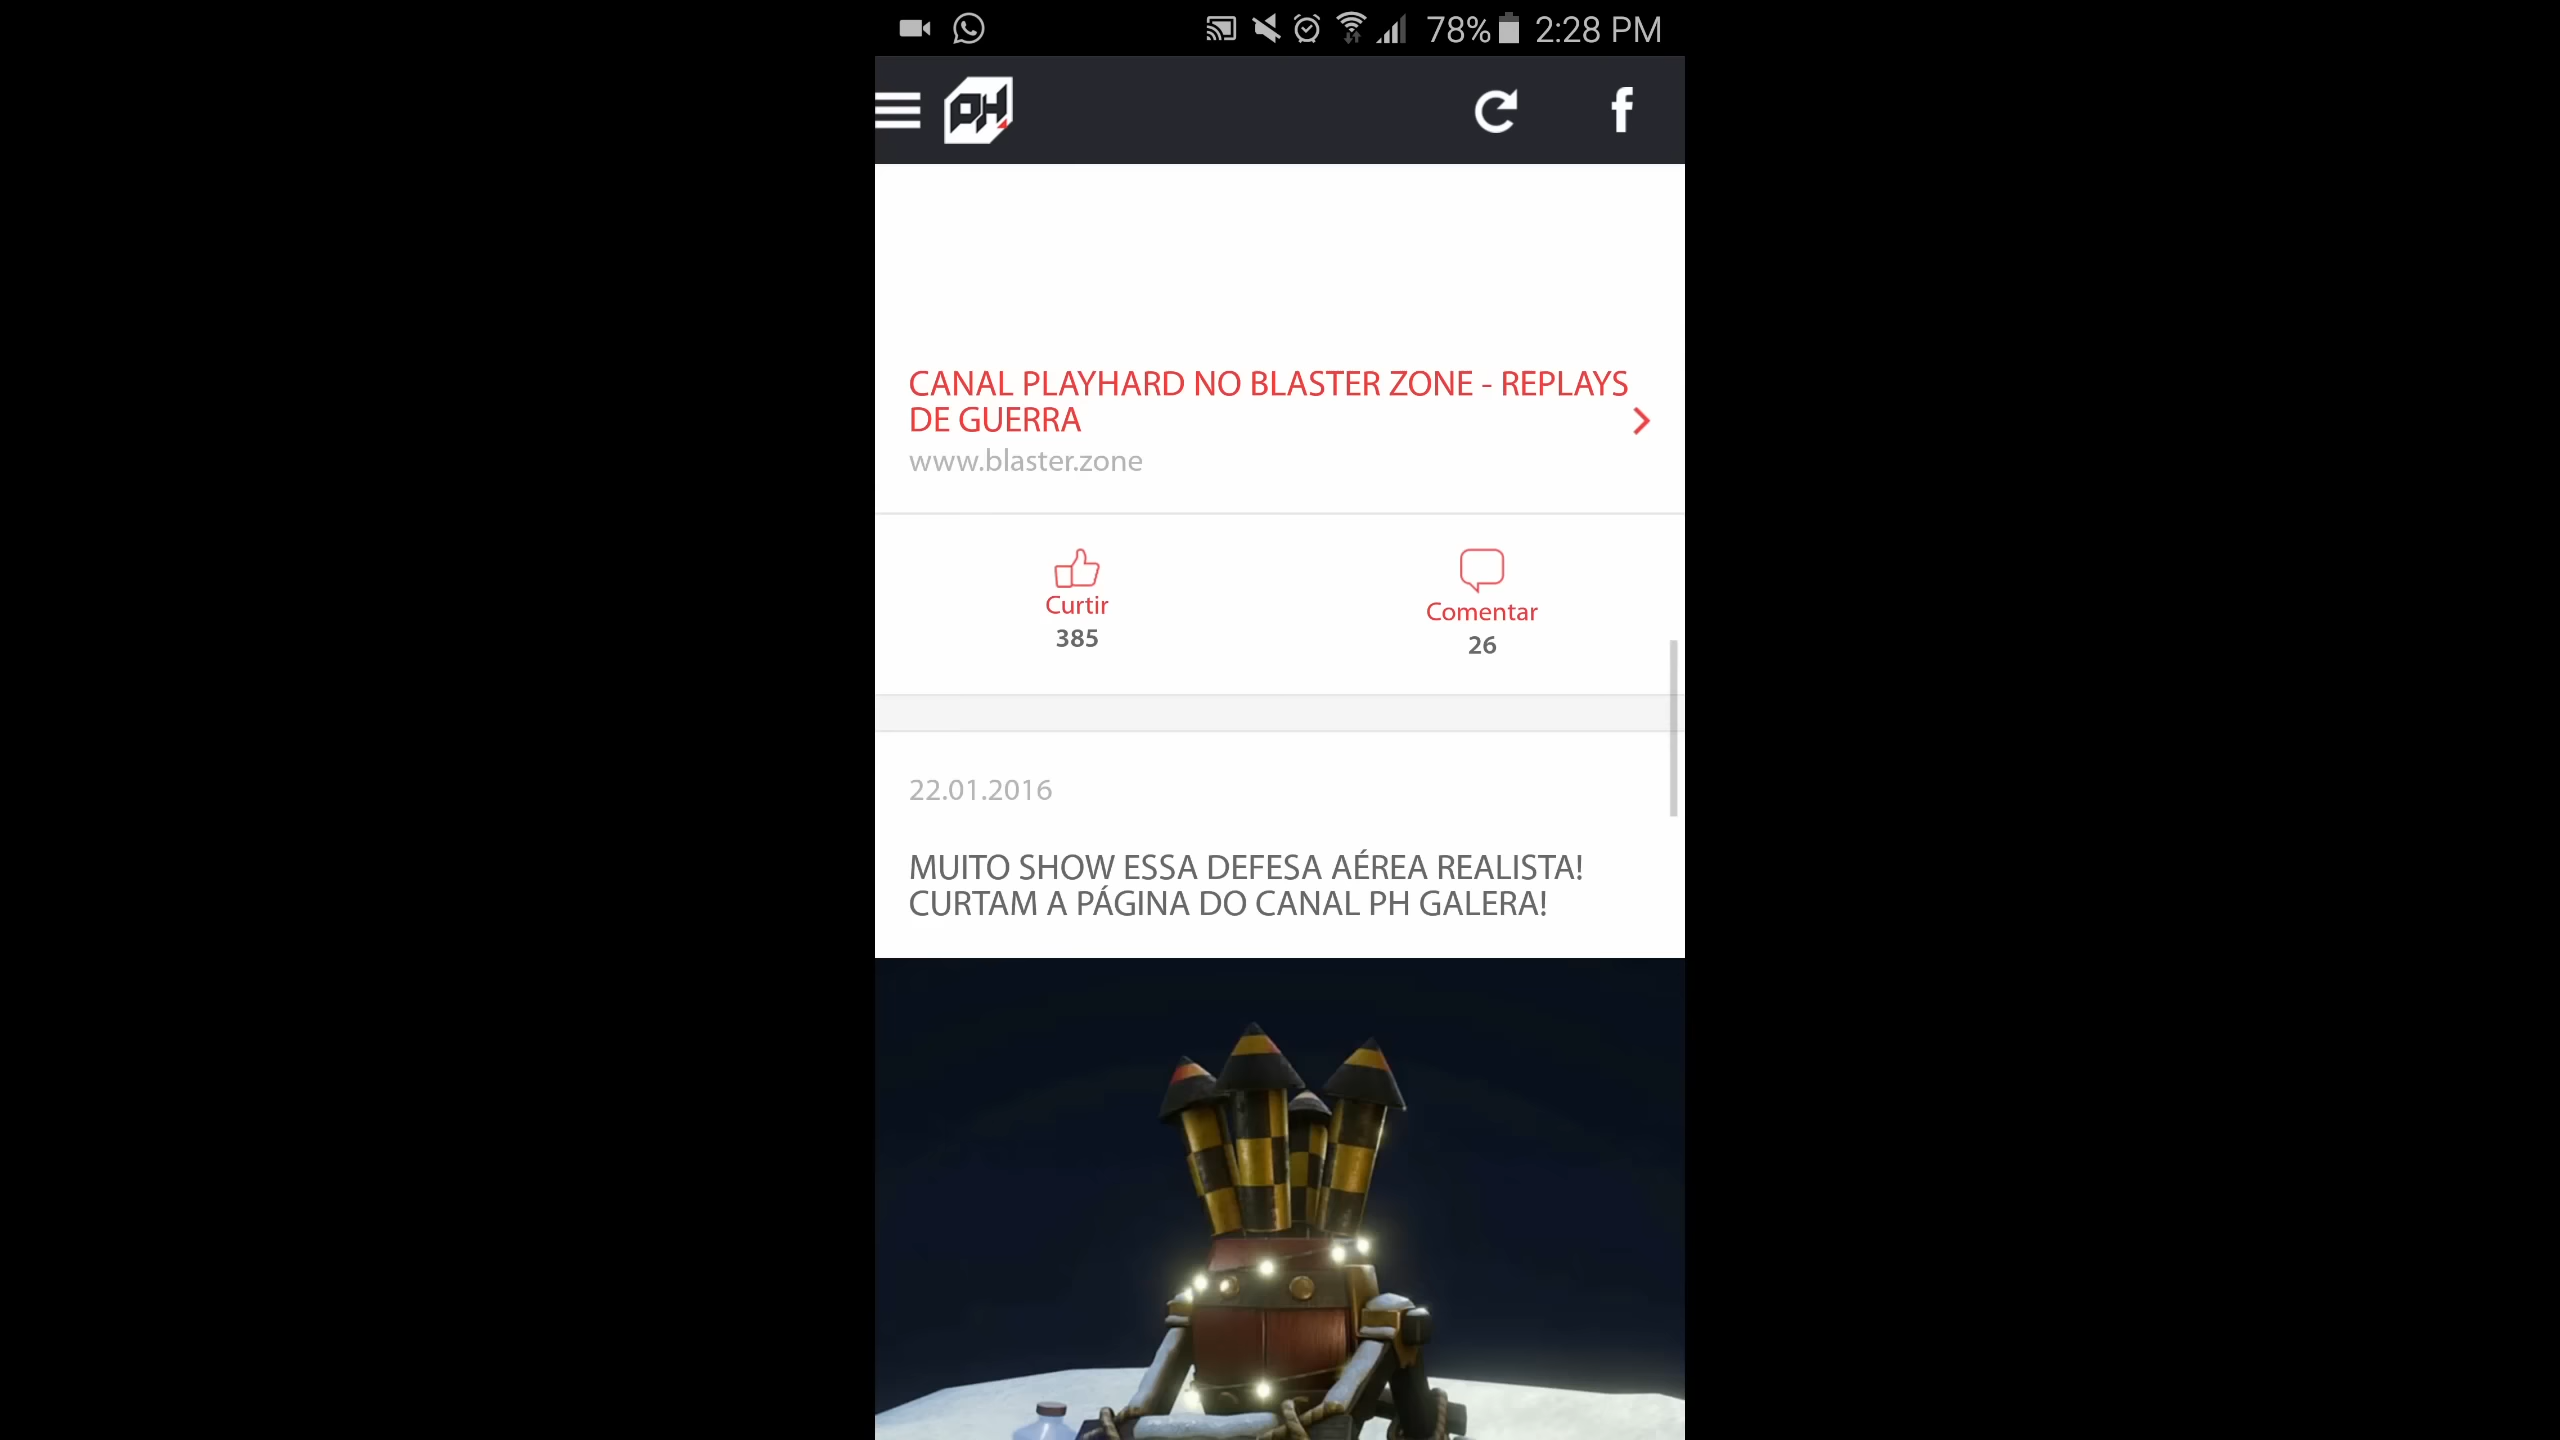 78% 2:28 PM
PH
CANAL PLAYHARD NO BLASTER ZONE - REPLAYS
DE GUERRA
www.blaster.zone
Curtir
385
Comentar
26
22.01.2016
MUITO SHOW ESSA DEFESA AÉREA REALISTA!
CURTAM A PÁGINA DO CANAL PH GALERA!